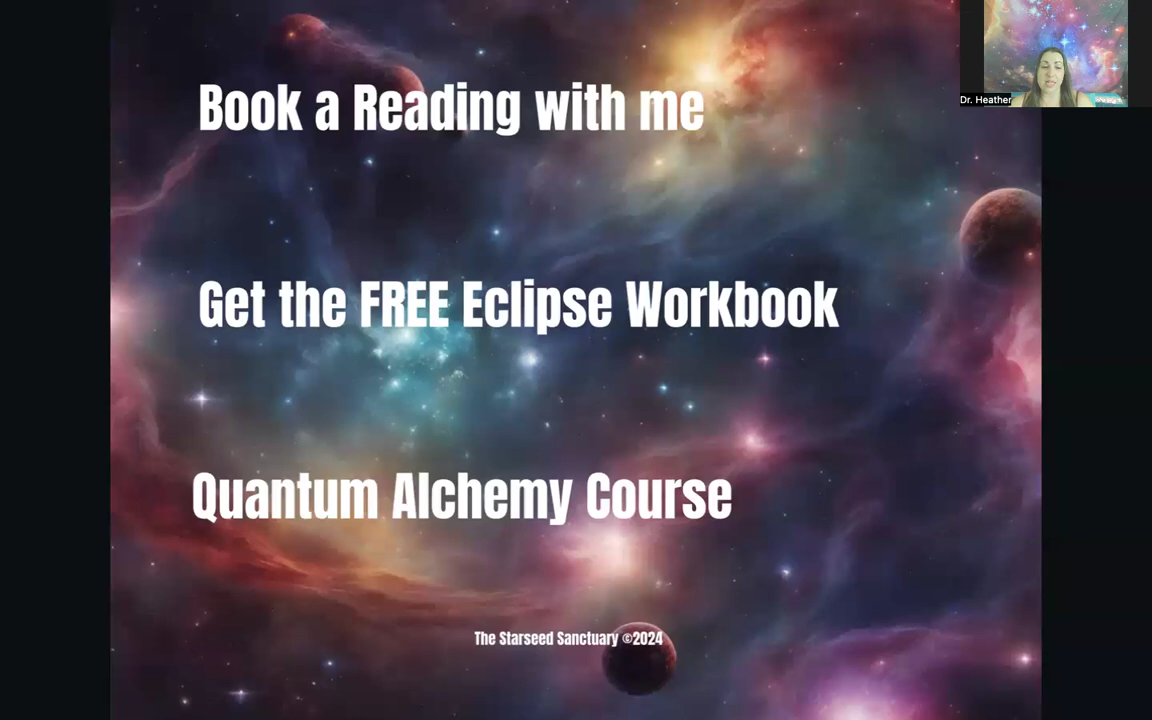 Book a Reading with me
Dr. Heather
Get the FREE Eclipse Workbook
Quantum Alchemy Course
The Starseed Sanctuary ©2024